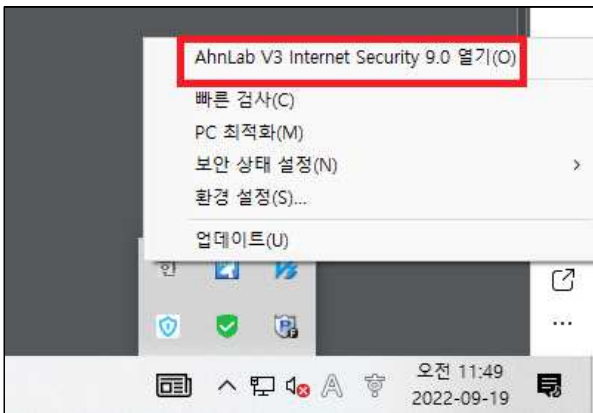 AhnLab V3 Internet Security 9.0 열기(O)
빠른 검사(C)
PC 최적화(M)
보안 상태 설정(N)
환경 설정(S)...
업데이트(U)
오전 11:49
2022-09-19